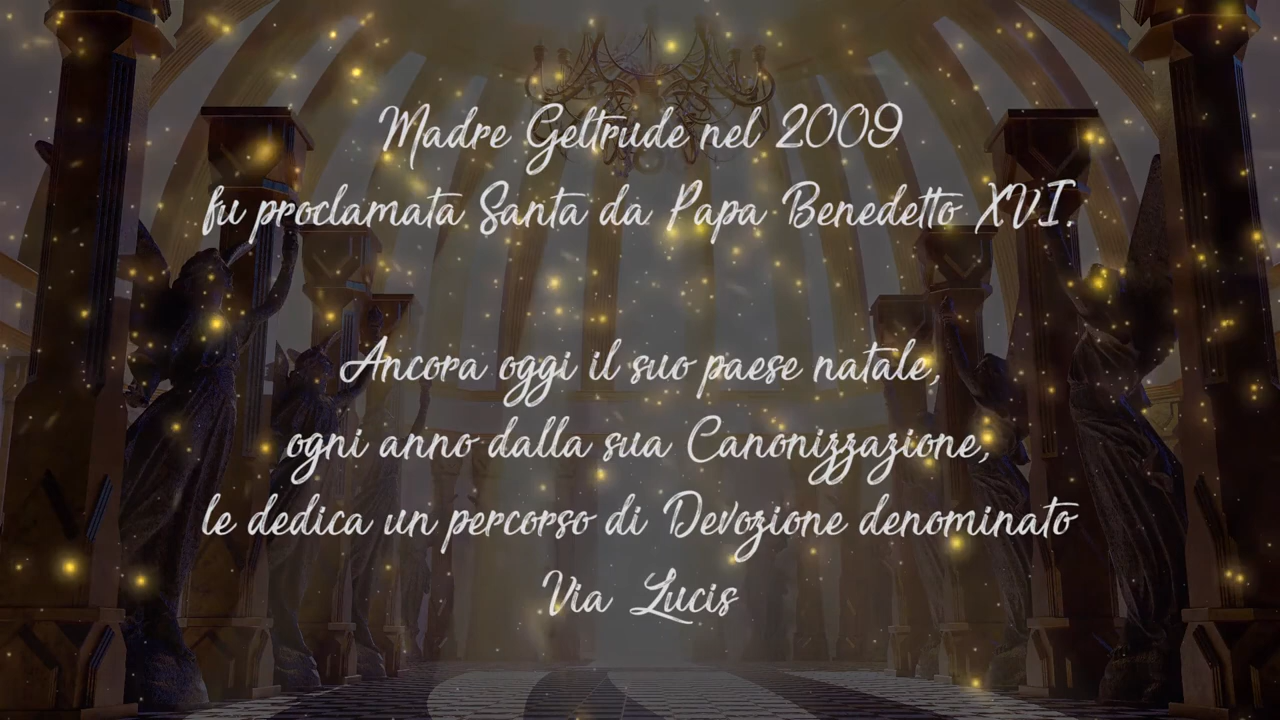 Madre Geltrude nel 2009
fu proclamata Santa da Papa Benedetto XVI.
Ancora oggi il suo paese natale,
ogni anno dalla sua Canonizzazione,
le dedica un percorso di Devozione denominato
Via Lucis